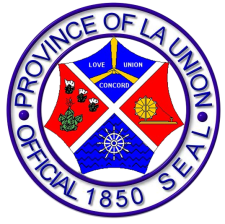 PROVINCE OF LA UNION
LOVE UNION
CONCORD
OFFICIAL 1850 SEAL